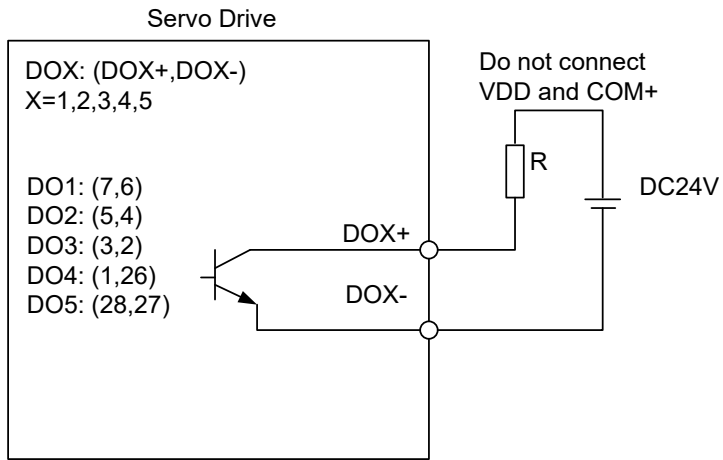 Servo Drive
DOX: (DOX+,DOX-)
X=1,2,3,4,5
Do not connect
VDD and COM+
R
DC24V
DO1: (7,6)
DO2: (5,4)
DO3: (3,2)
DO4: (1,26)
DO5: (28,27)
DOX+
DOX-